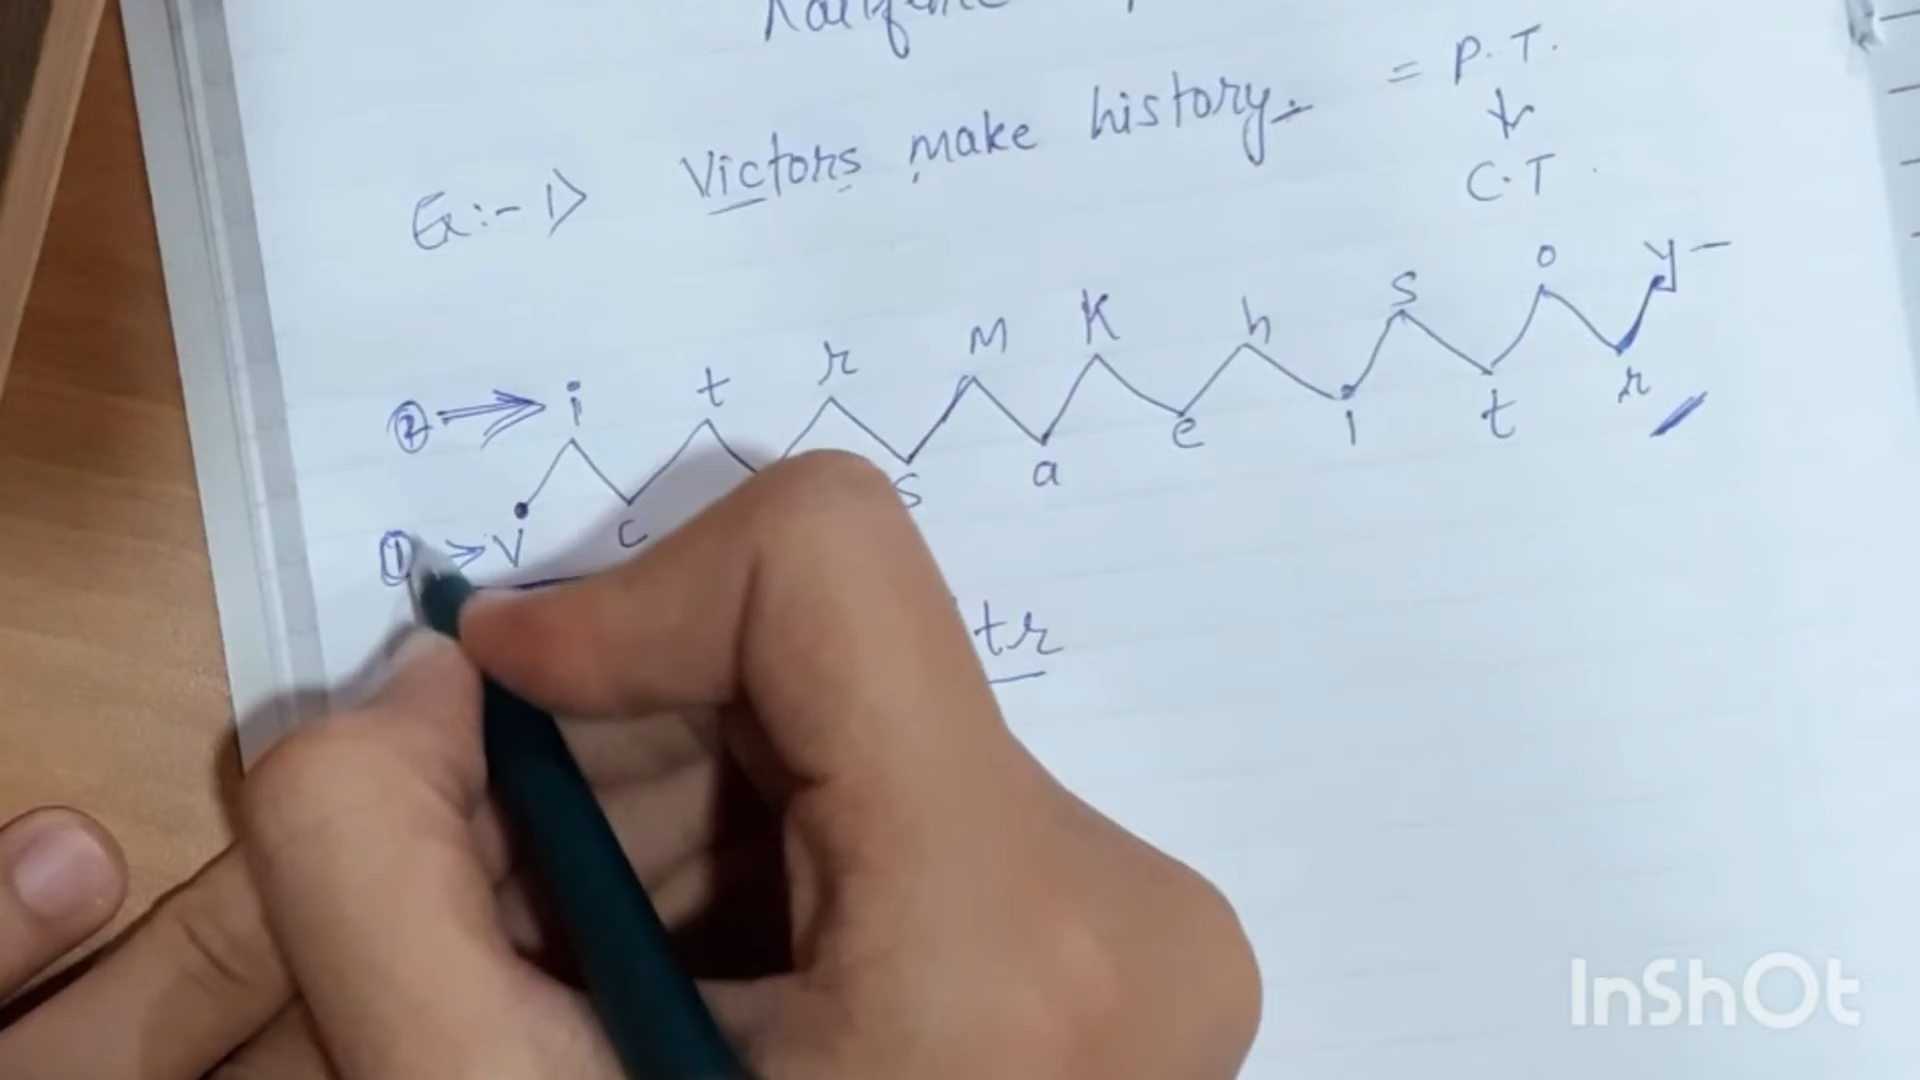 Ex:- 1> Victors make history. = P.T.
C.T
i t r M K h s o y
② 
① V c s a e i t r
tr
InShOt